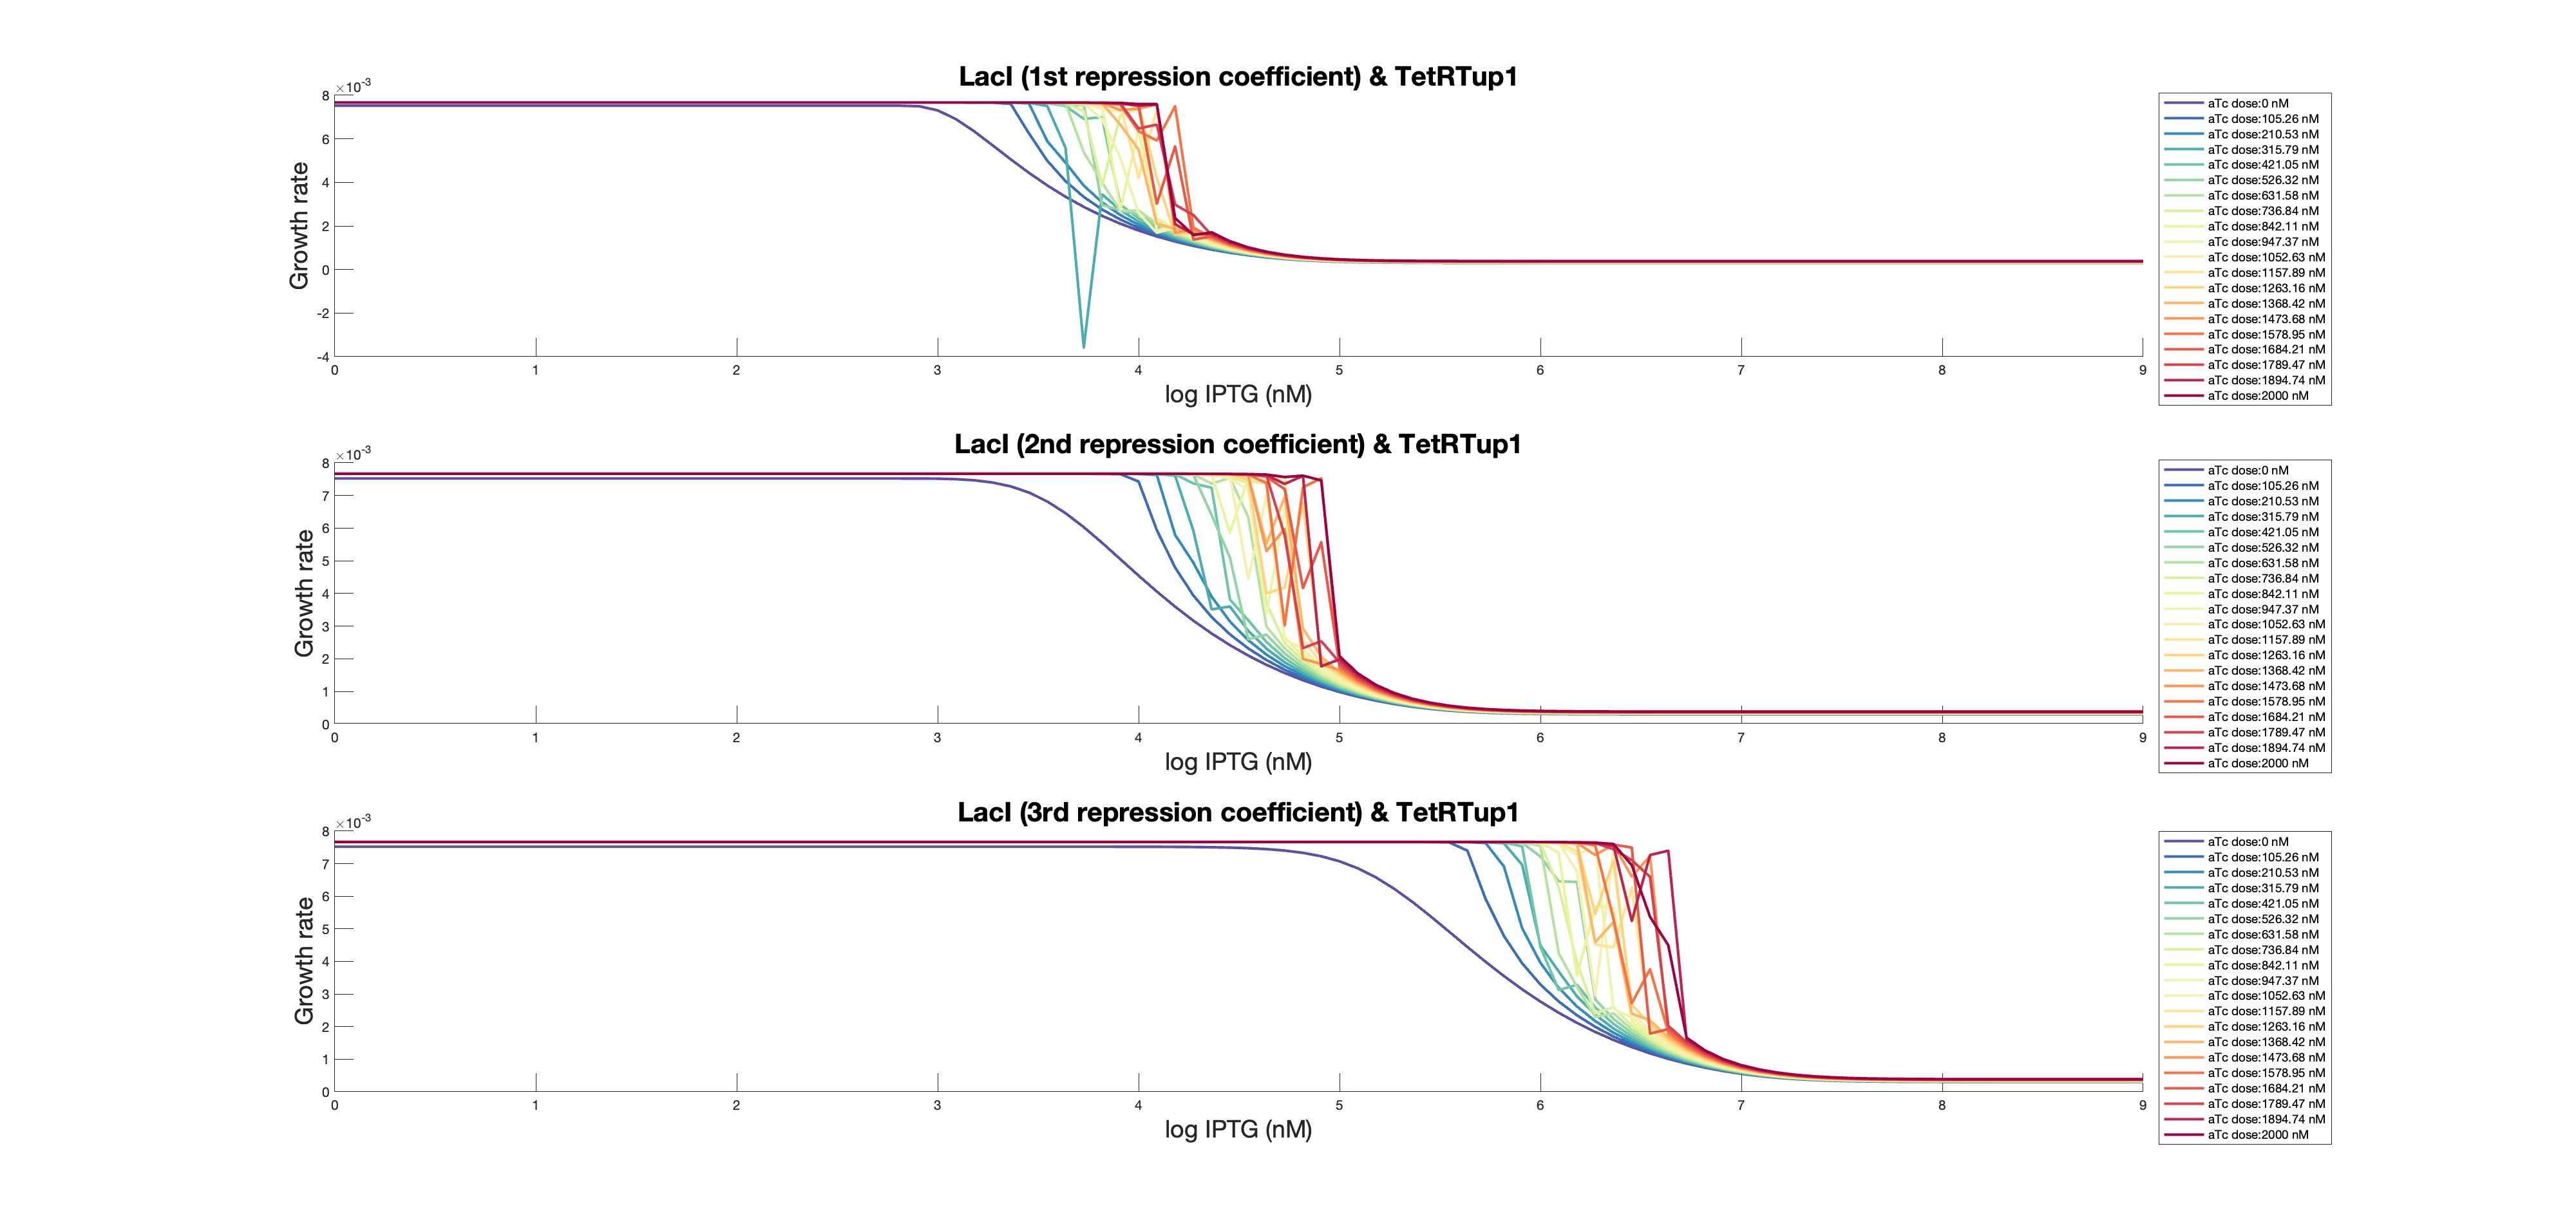 LacI (1st repression coefficient) & TetRTup1
×10-3
8
6
4
2
0
-2
-4
Growth rate
0 1 2 3 4 5 6 7 8 9
log IPTG (nM)
aTc dose:0 nM
aTc dose:105.26 nM
aTc dose:210.53 nM
aTc dose:315.79 nM
aTc dose:421.05 nM
aTc dose:526.32 nM
aTc dose:631.58 nM
aTc dose:736.84 nM
aTc dose:842.11 nM
aTc dose:947.37 nM
aTc dose:1052.63 nM
aTc dose:1157.89 nM
aTc dose:1263.16 nM
aTc dose:1368.42 nM
aTc dose:1473.68 nM
aTc dose:1578.95 nM
aTc dose:1684.21 nM
aTc dose:1789.47 nM
aTc dose:1894.74 nM
aTc dose:2000 nM
LacI (2nd repression coefficient) & TetRTup1
×10-3
8
7
6
5
4
3
2
1
0
Growth rate
0 1 2 3 4 5 6 7 8 9
log IPTG (nM)
aTc dose:0 nM
aTc dose:105.26 nM
aTc dose:210.53 nM
aTc dose:315.79 nM
aTc dose:421.05 nM
aTc dose:526.32 nM
aTc dose:631.58 nM
aTc dose:736.84 nM
aTc dose:842.11 nM
aTc dose:947.37 nM
aTc dose:1052.63 nM
aTc dose:1157.89 nM
aTc dose:1263.16 nM
aTc dose:1368.42 nM
aTc dose:1473.68 nM
aTc dose:1578.95 nM
aTc dose:1684.21 nM
aTc dose:1789.47 nM
aTc dose:1894.74 nM
aTc dose:2000 nM
LacI (3rd repression coefficient) & TetRTup1
×10-3
8
7
6
5
4
3
2
1
0
Growth rate
0 1 2 3 4 5 6 7 8 9
log IPTG (nM)
aTc dose:0 nM
aTc dose:105.26 nM
aTc dose:210.53 nM
aTc dose:315.79 nM
aTc dose:421.05 nM
aTc dose:526.32 nM
aTc dose:631.58 nM
aTc dose:736.84 nM
aTc dose:842.11 nM
aTc dose:947.37 nM
aTc dose:1052.63 nM
aTc dose:1157.89 nM
aTc dose:1263.16 nM
aTc dose:1368.42 nM
aTc dose:1473.68 nM
aTc dose:1578.95 nM
aTc dose:1684.21 nM
aTc dose:1789.47 nM
aTc dose:1894.74 nM
aTc dose:2000 nM